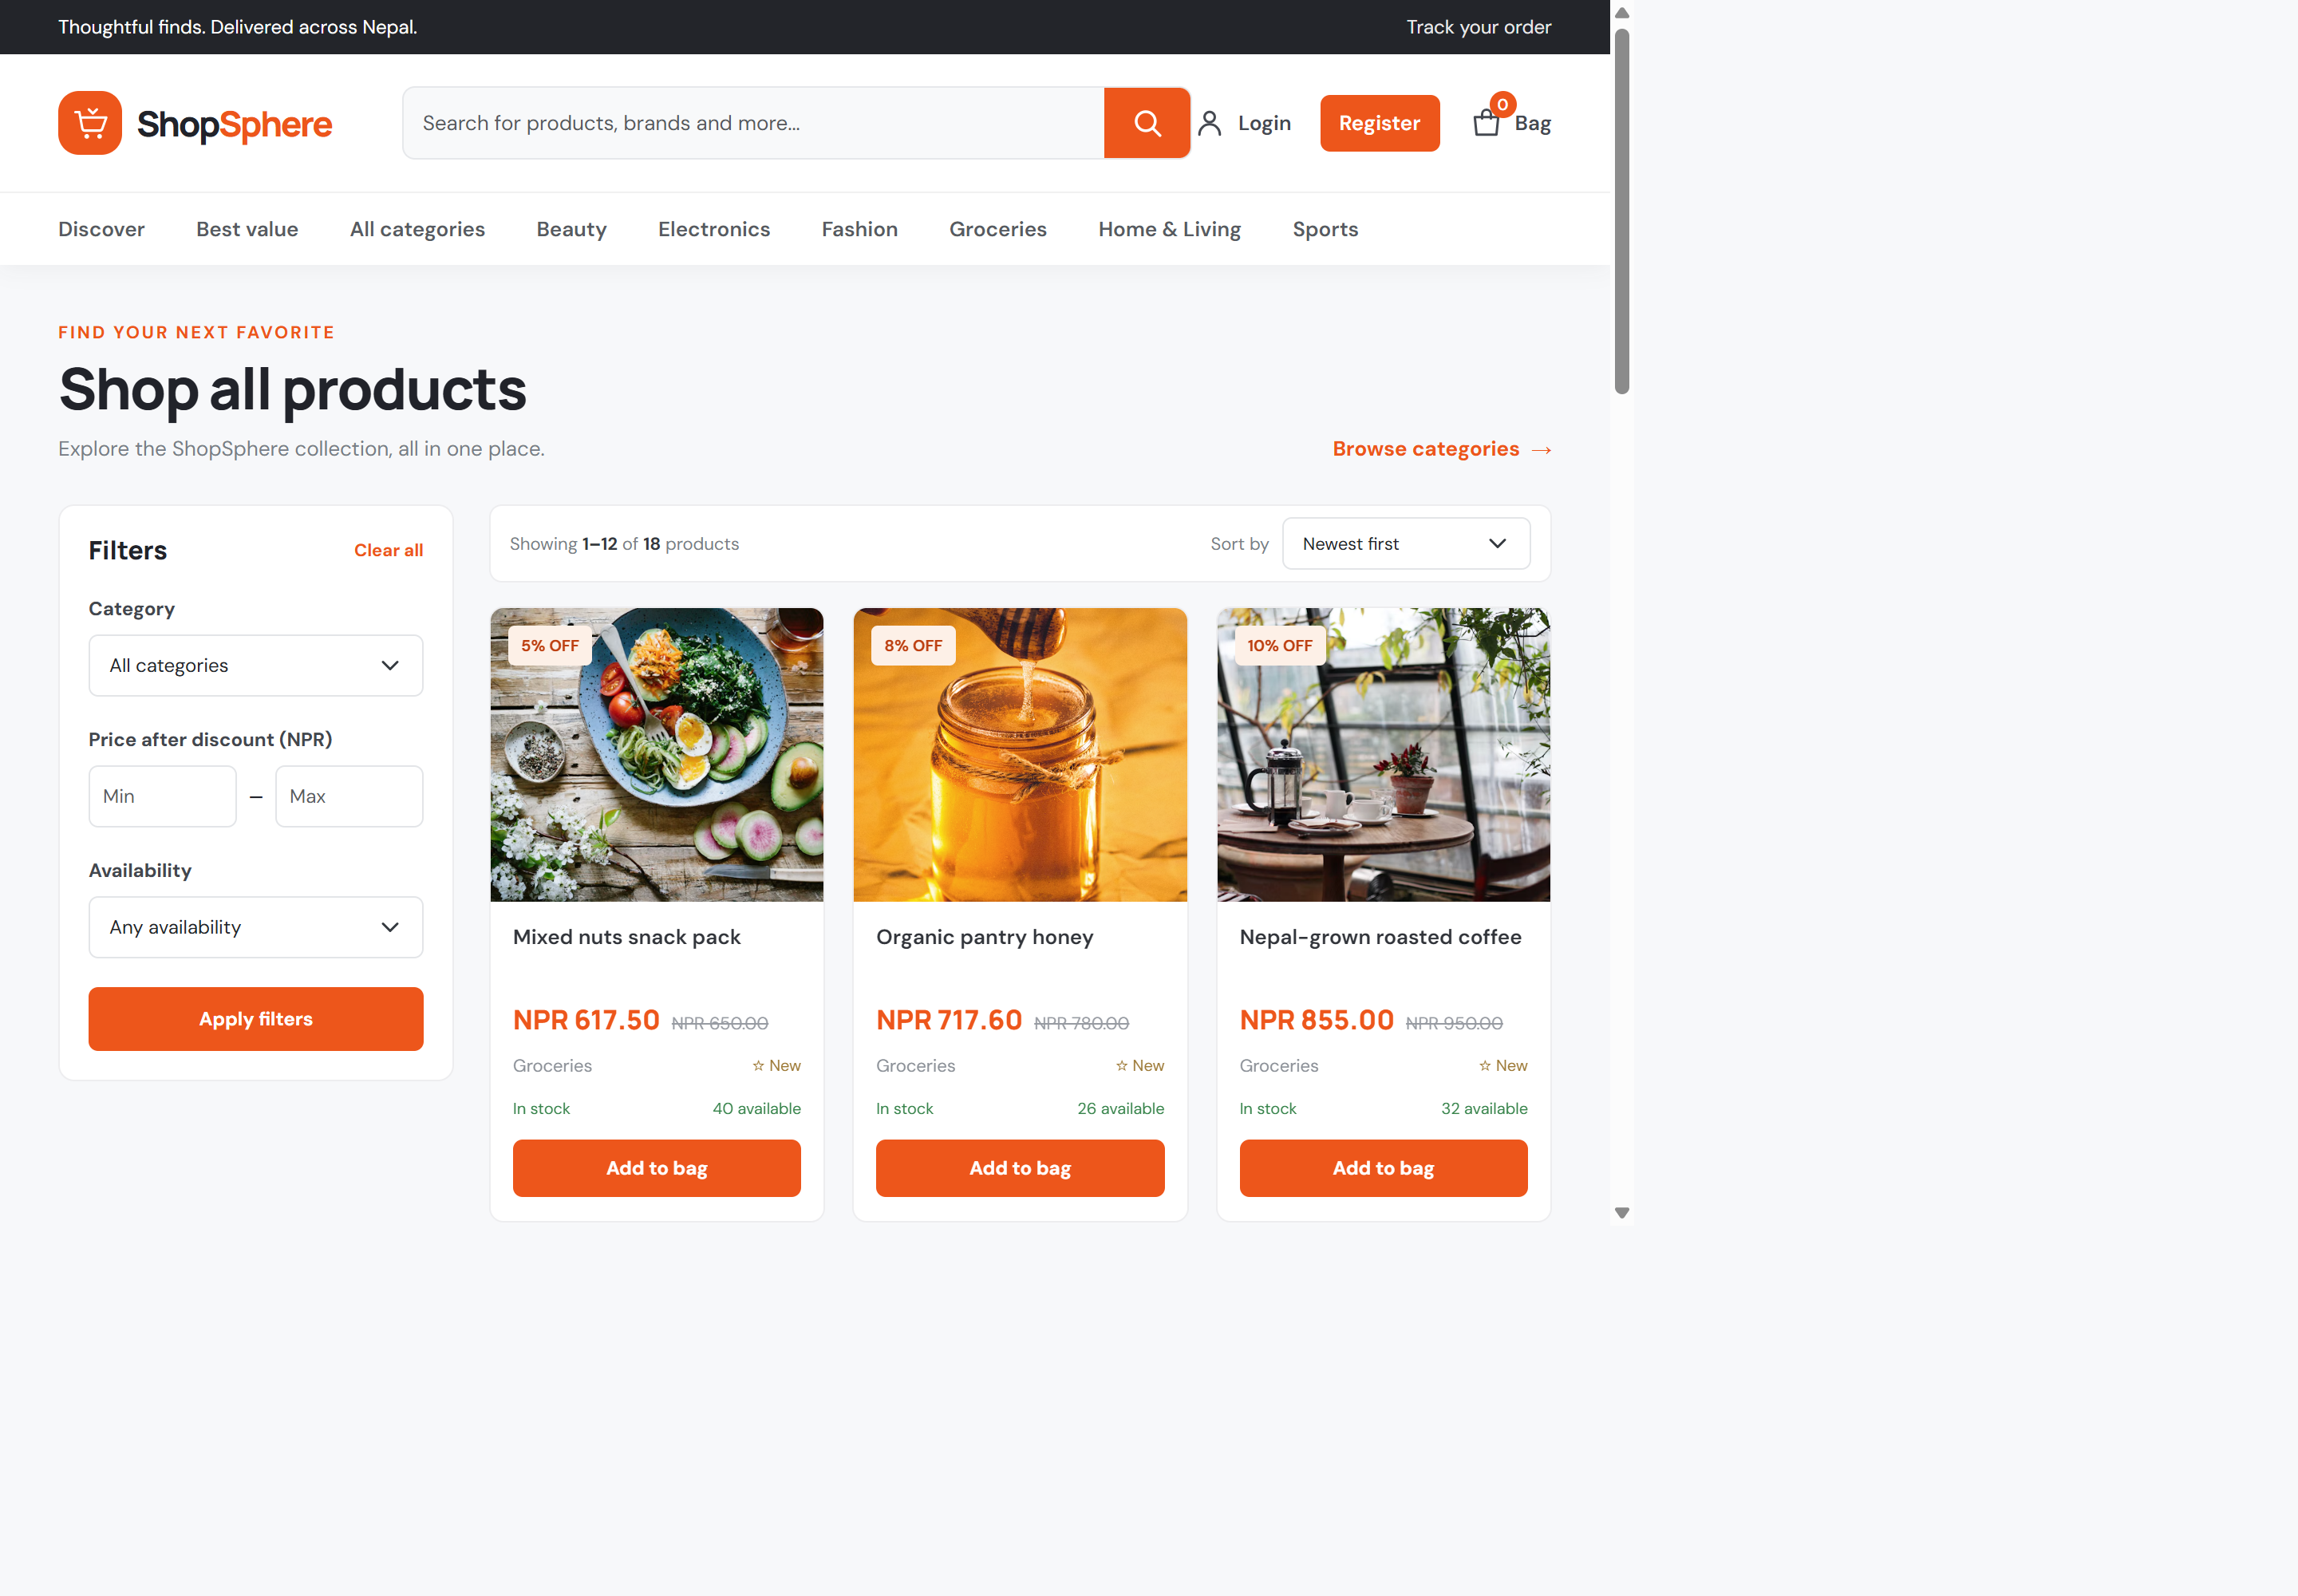 Thoughtful finds. Delivered across Nepal.
Track your order
ShopSphere
Search for products, brands and more...
Login
Register
0
Bag
Discover
Best value
All categories
Beauty
Electronics
Fashion
Groceries
Home & Living
Sports
FIND YOUR NEXT FAVORITE
Shop all products
Explore the ShopSphere collection, all in one place.
Browse categories →
Filters
Clear all
Category
All categories
Price after discount (NPR)
Min – Max
Availability
Any availability
Apply filters
Showing 1–12 of 18 products
Sort by
Newest first
5% OFF
Mixed nuts snack pack
NPR 617.50 NPR 650.00
Groceries
☆ New
In stock
40 available
Add to bag
8% OFF
Organic pantry honey
NPR 717.60 NPR 780.00
Groceries
☆ New
In stock
26 available
Add to bag
10% OFF
Nepal-grown roasted coffee
NPR 855.00 NPR 950.00
Groceries
☆ New
In stock
32 available
Add to bag